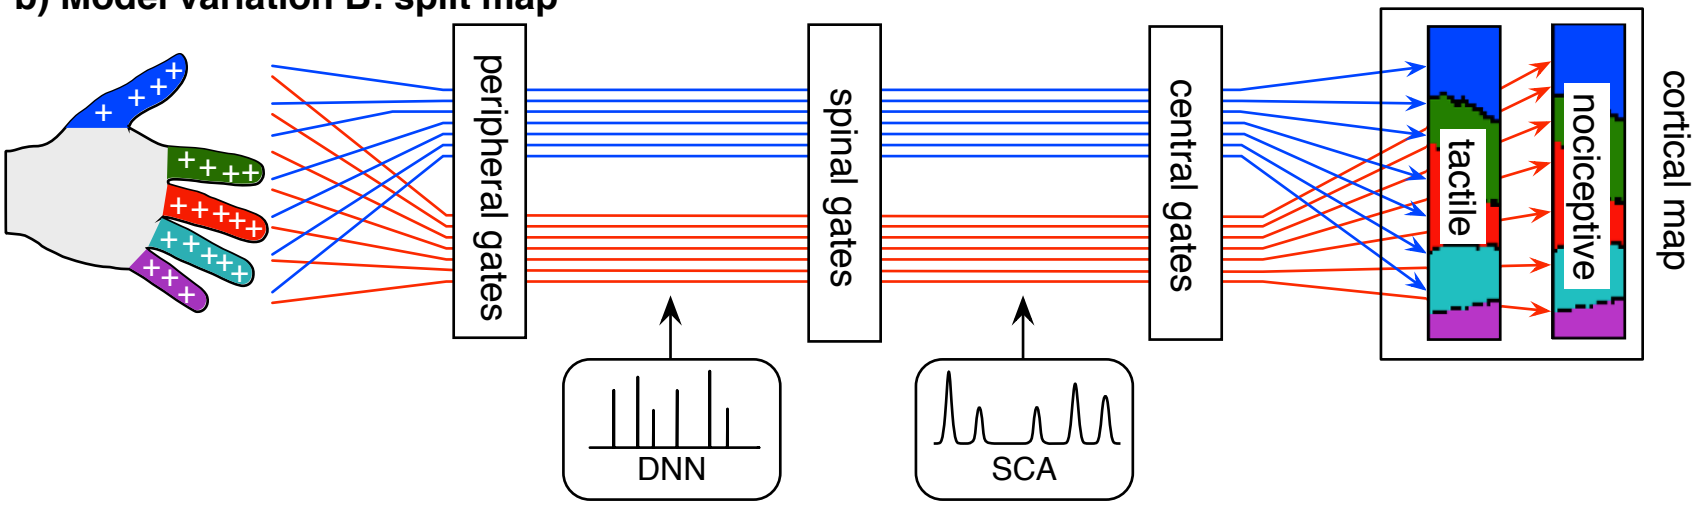 b) Model variation B: split map
peripheral gates
spinal gates
central gates
tactile
nociceptive
cortical map
DNN
SCA